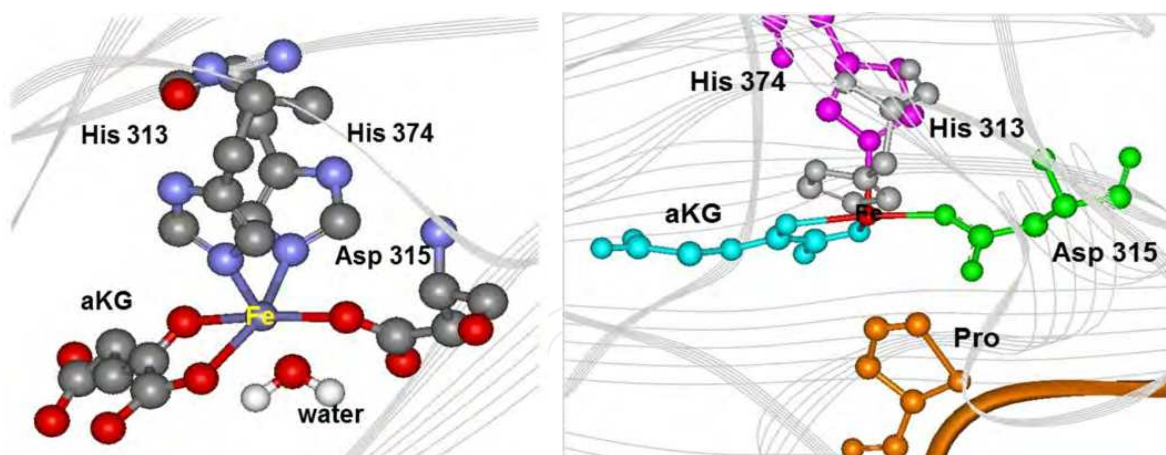 His 313
His 374
Asp 315
aKG
Fe
water
His 374
His 313
aKG
Fe
Asp 315
Pro